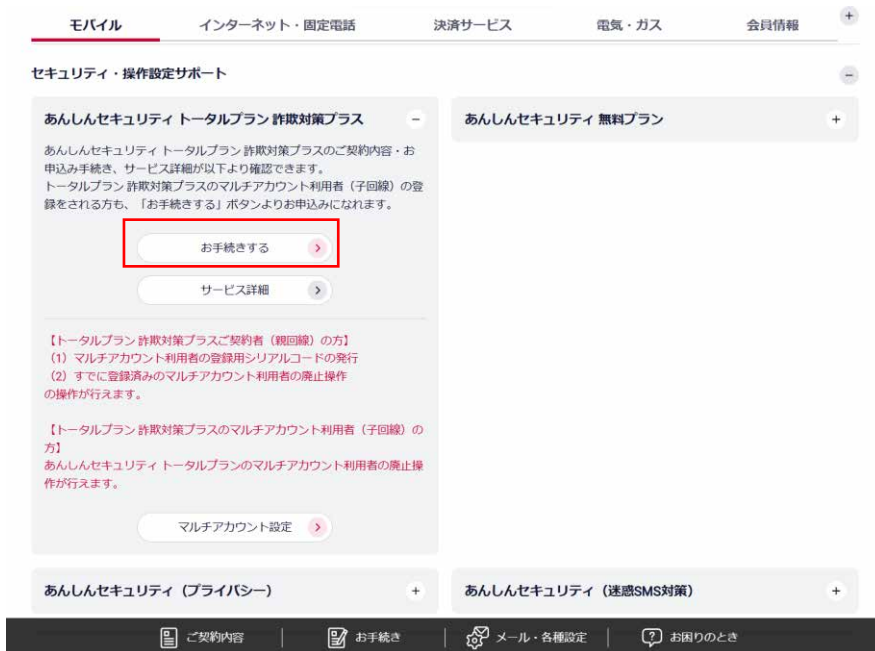 モバイル
インターネット・固定電話
決済サービス
電気・ガス
会員情報
セキュリティ・操作設定サポート
あんしんセキュリティ トータルプラン 詐欺対策プラス
あんしんセキュリティ トータルプラン 詐欺対策プラスのご契約内容・お
申込み手続き、サービス詳細が以下より確認できます。
トータルプラン 詐欺対策プラスのマルチアカウント利用者（子回線）の登
録をされる方も、「お手続きする」ボタンよりお申込みになれます。
お手続きする
サービス詳細
【トータルプラン 詐欺対策プラスご契約者（親回線）の方】
（1）マルチアカウント利用者の登録用シリアルコードの発行
（2）すでに登録済みのマルチアカウント利用者の廃止操作
の操作が行えます。
【トータルプラン 詐欺対策プラスのマルチアカウント利用者（子回線）の
方】
あんしんセキュリティ トータルプランのマルチアカウント利用者の廃止操
作が行えます。
マルチアカウント設定
あんしんセキュリティ 無料プラン
あんしんセキュリティ（プライバシー）
あんしんセキュリティ（迷惑SMS対策）
ご契約内容
お手続き
メール・各種設定
お困りのとき